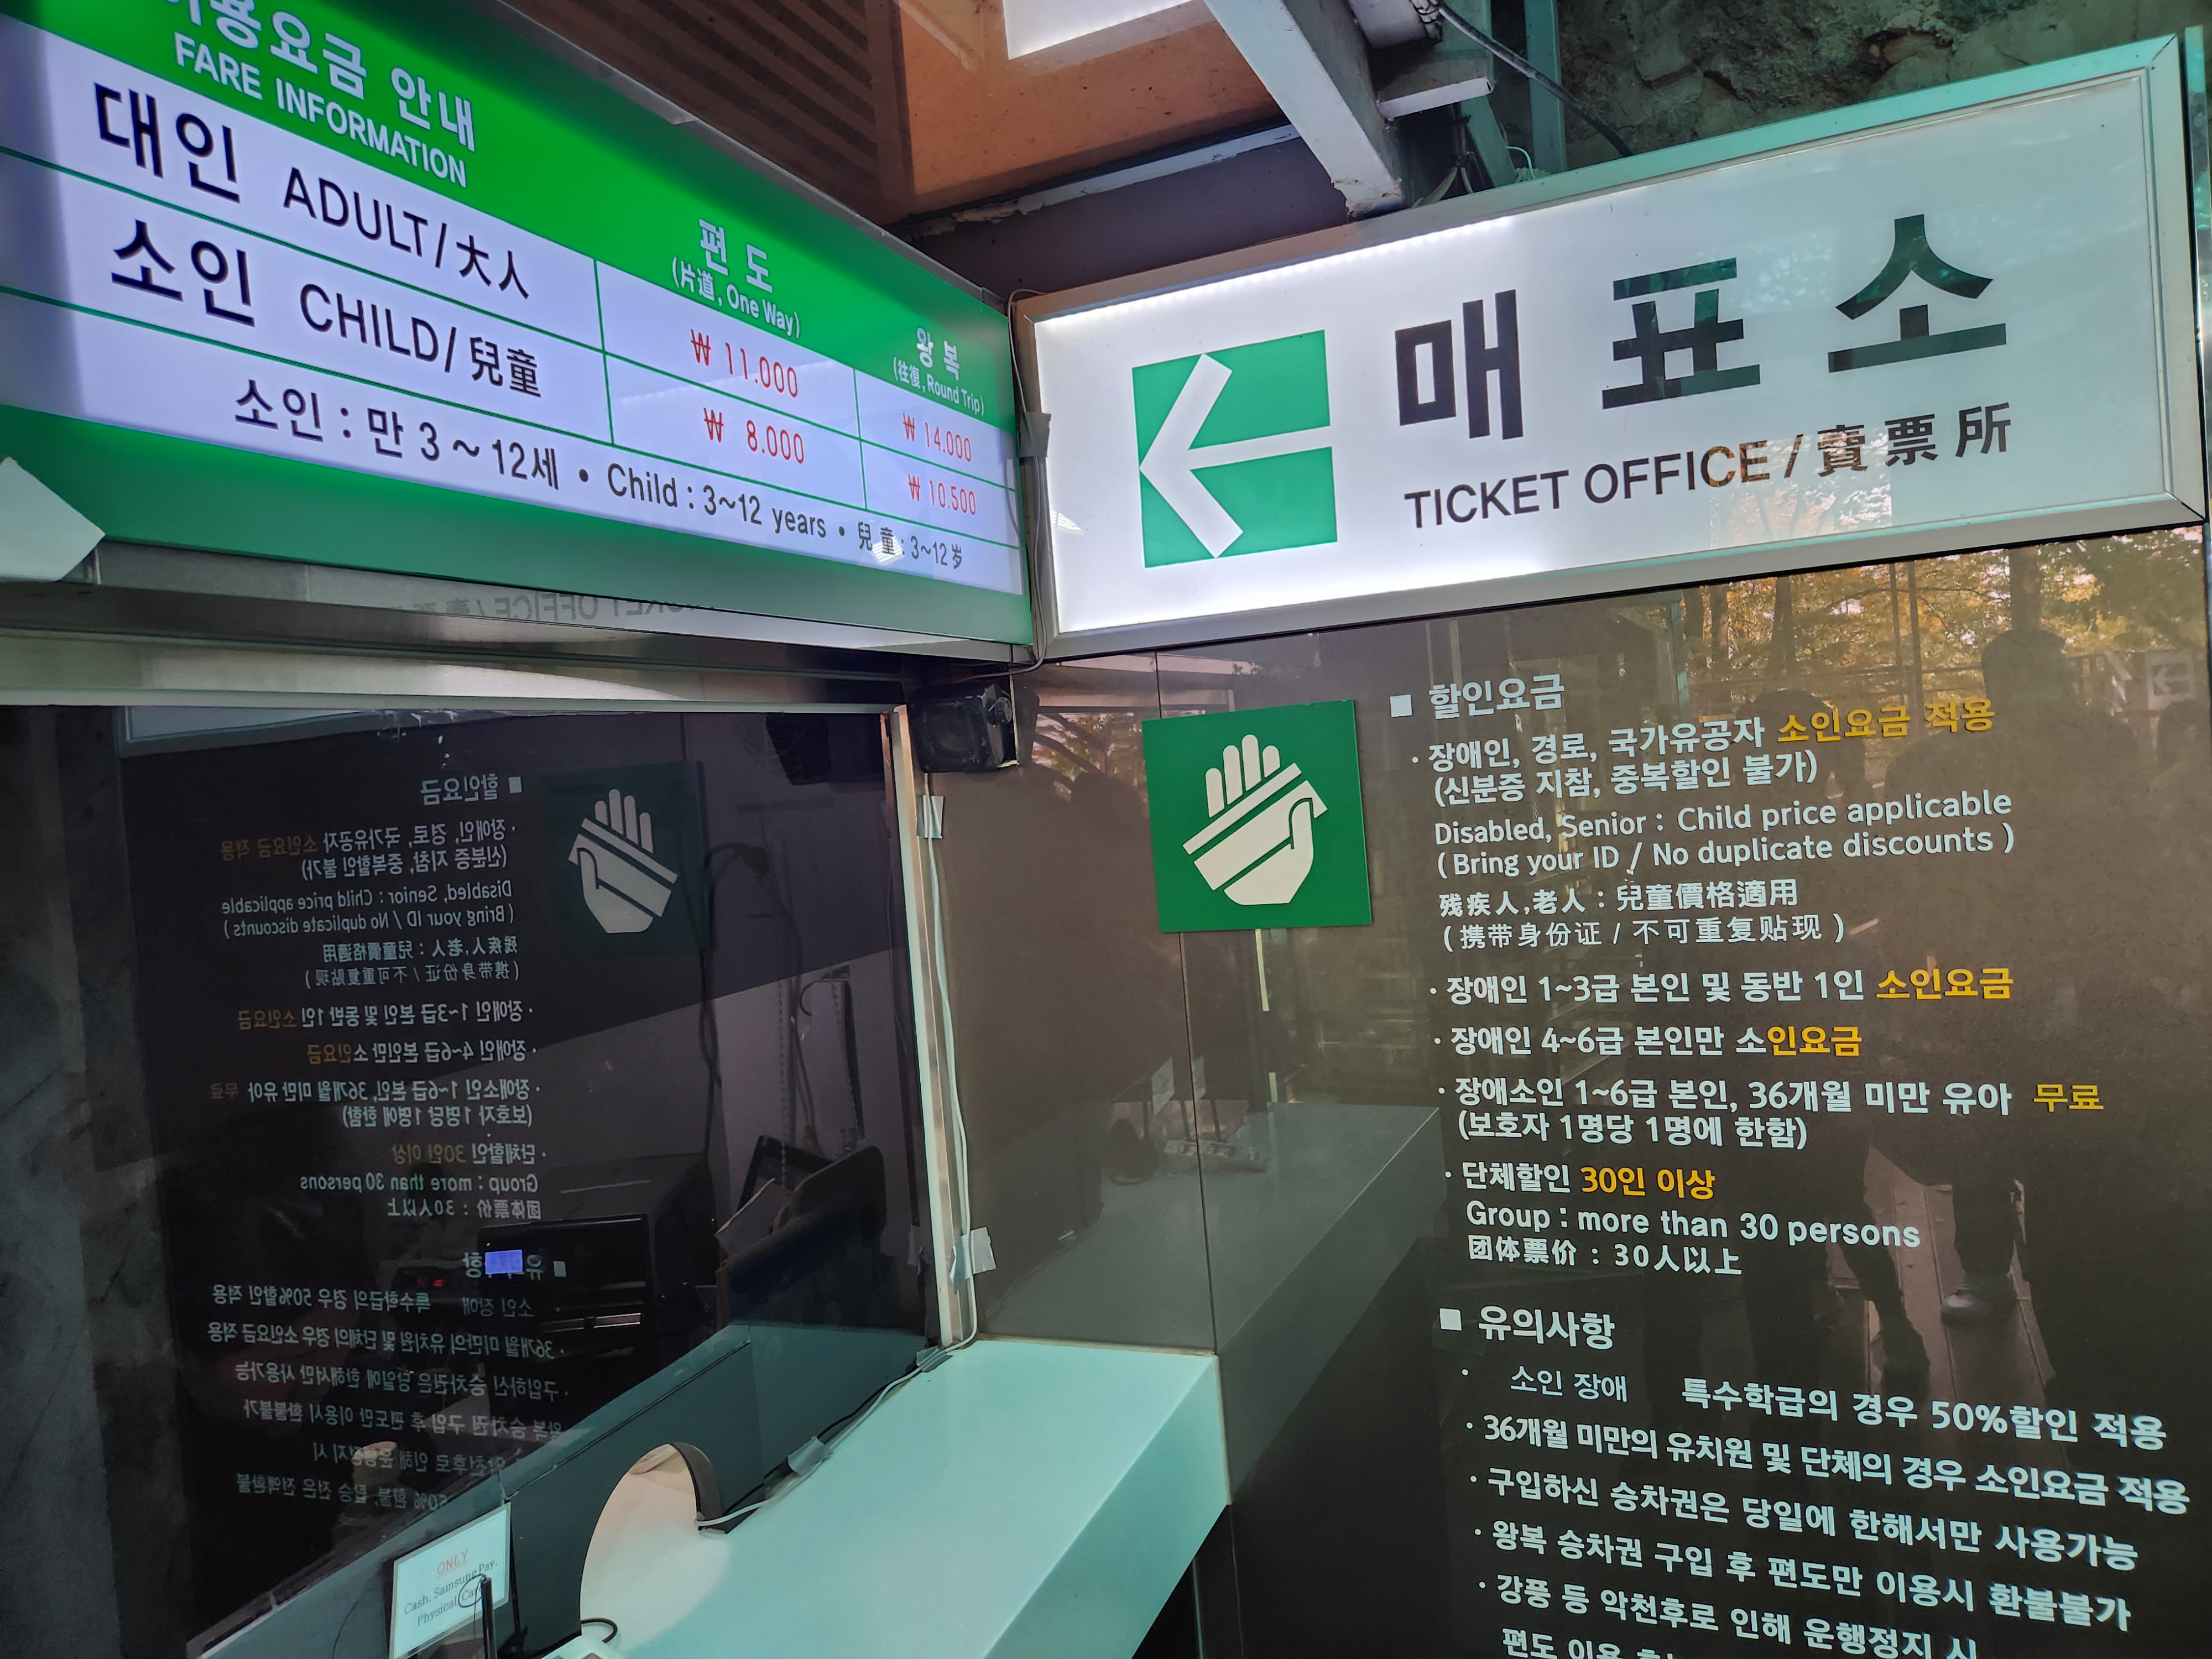 이용요금 안내
FARE INFORMATION
편 도
(片道, One Way)
왕 복
(往復, Round Trip)
대인 ADULT/大人
₩ 11.000
₩ 14.000
소인 CHILD/兒童
₩ 8.000
₩ 10.500
소인 : 만 3 ~ 12세 • Child : 3~12 years • 兒 童 : 3~12 岁
매 표 소
TICKET OFFICE / 賣票所
■ 할인요금
· 장애인, 경로, 국가유공자 소인요금 적용
(신분증 지참, 중복할인 불가)
Disabled, Senior : Child price applicable
( Bring your ID / No duplicate discounts )
残疾人,老人 : 兒童價格適用
( 携带身份证 / 不可重复贴现 )
· 장애인 1~3급 본인 및 동반 1인 소인요금
· 장애인 4~6급 본인만 소인요금
· 장애소인 1~6급 본인, 36개월 미만 유아 무료
(보호자 1명당 1명에 한함)
· 단체할인 30인 이상
Group : more than 30 persons
团体票价 : 30人以上
■ 유의사항
· 소인 장애 특수학급의 경우 50%할인 적용
· 36개월 미만의 유치원 및 단체의 경우 소인요금 적용
· 구입하신 승차권은 당일에 한해서만 사용가능
· 왕복 승차권 구입 후 편도만 이용시 환불불가
· 강풍 등 악천후로 인해 운행정지 시
편도 이용
ONLY
Cash. Samsung Pay.
Physical Card